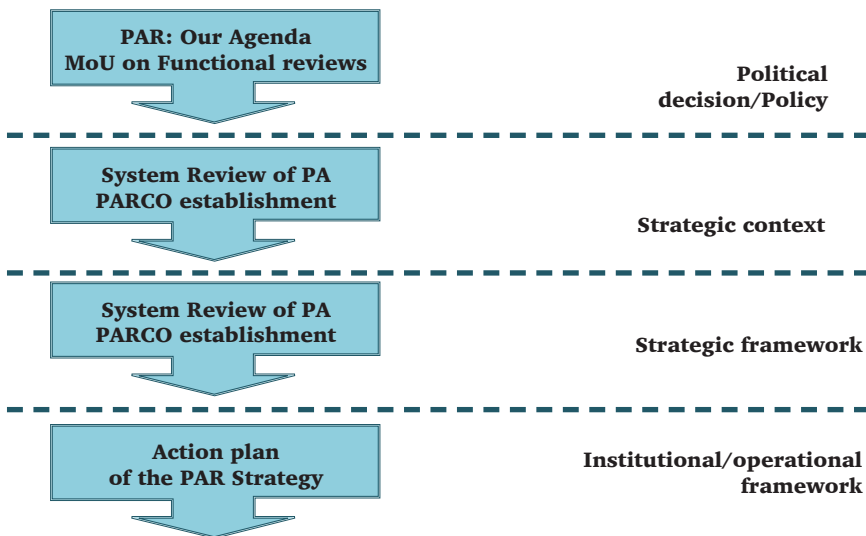 PAR: Our Agenda
MoU on Functional reviews
Political
decision/Policy
System Review of PA
PARCO establishment
Strategic context
System Review of PA
PARCO establishment
Strategic framework
Action plan
of the PAR Strategy
Institutional/operational
framework